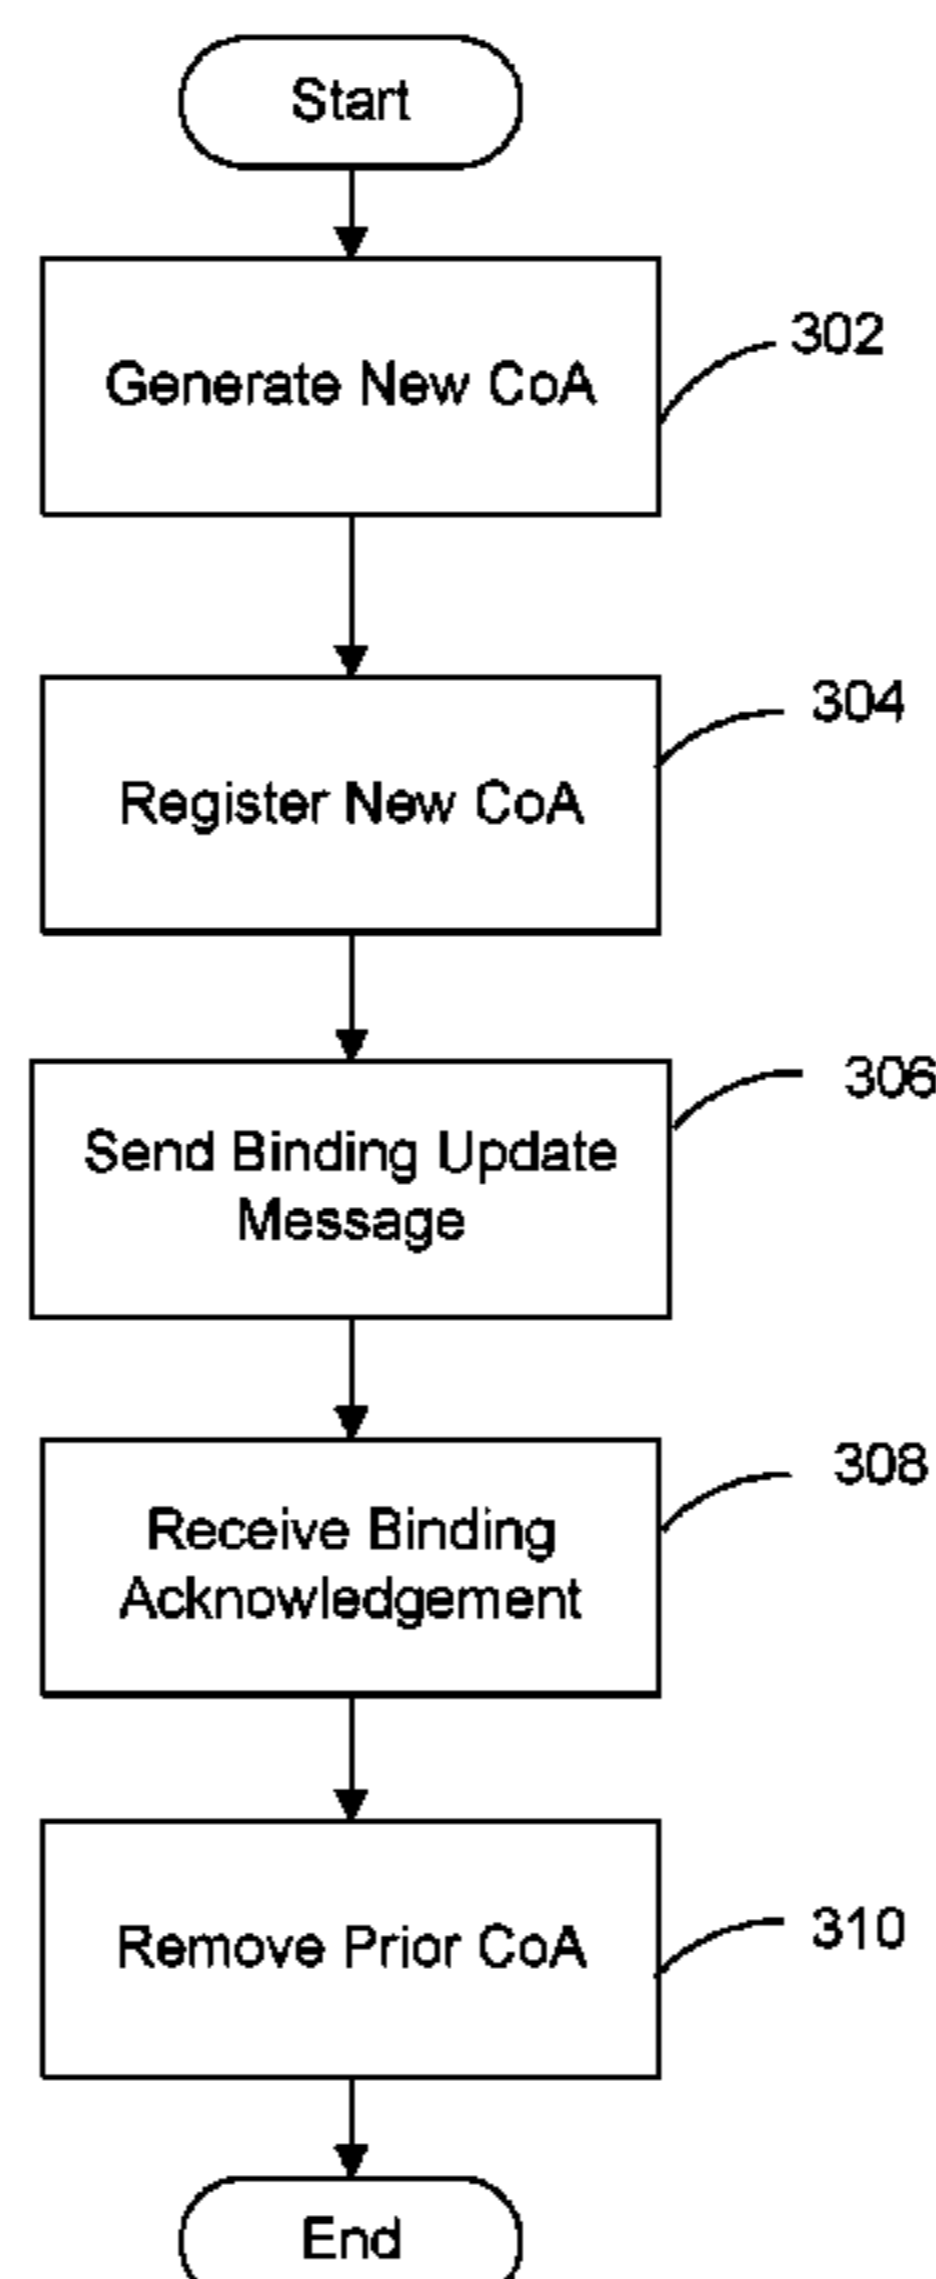 Start
Generate New CoA
302
Register New CoA
304
Send Binding Update
Message
306
Receive Binding
Acknowledgement
308
Remove Prior CoA
310
End